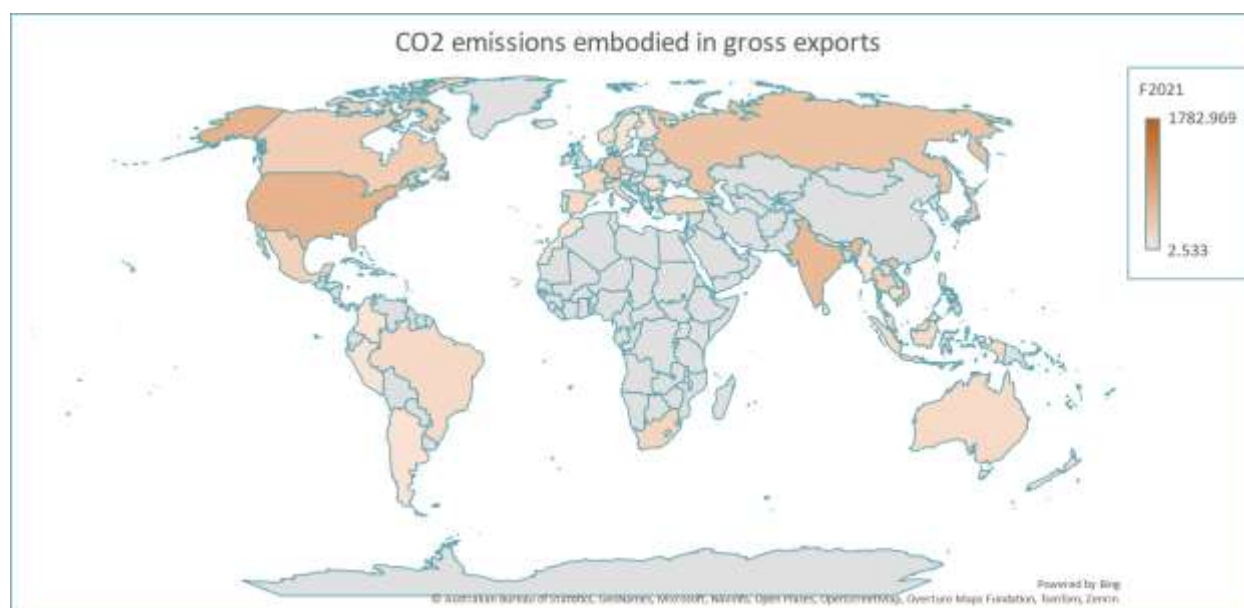 CO2 emissions embodied in gross exports
F2021
1782.969
2.533
Powered by Bing
© Australian Bureau of Statistics, GeoNames, Microsoft, Navinfo, Open Places, OpenStreetMap, Overture Maps Fundation, TomTom, Zenrin